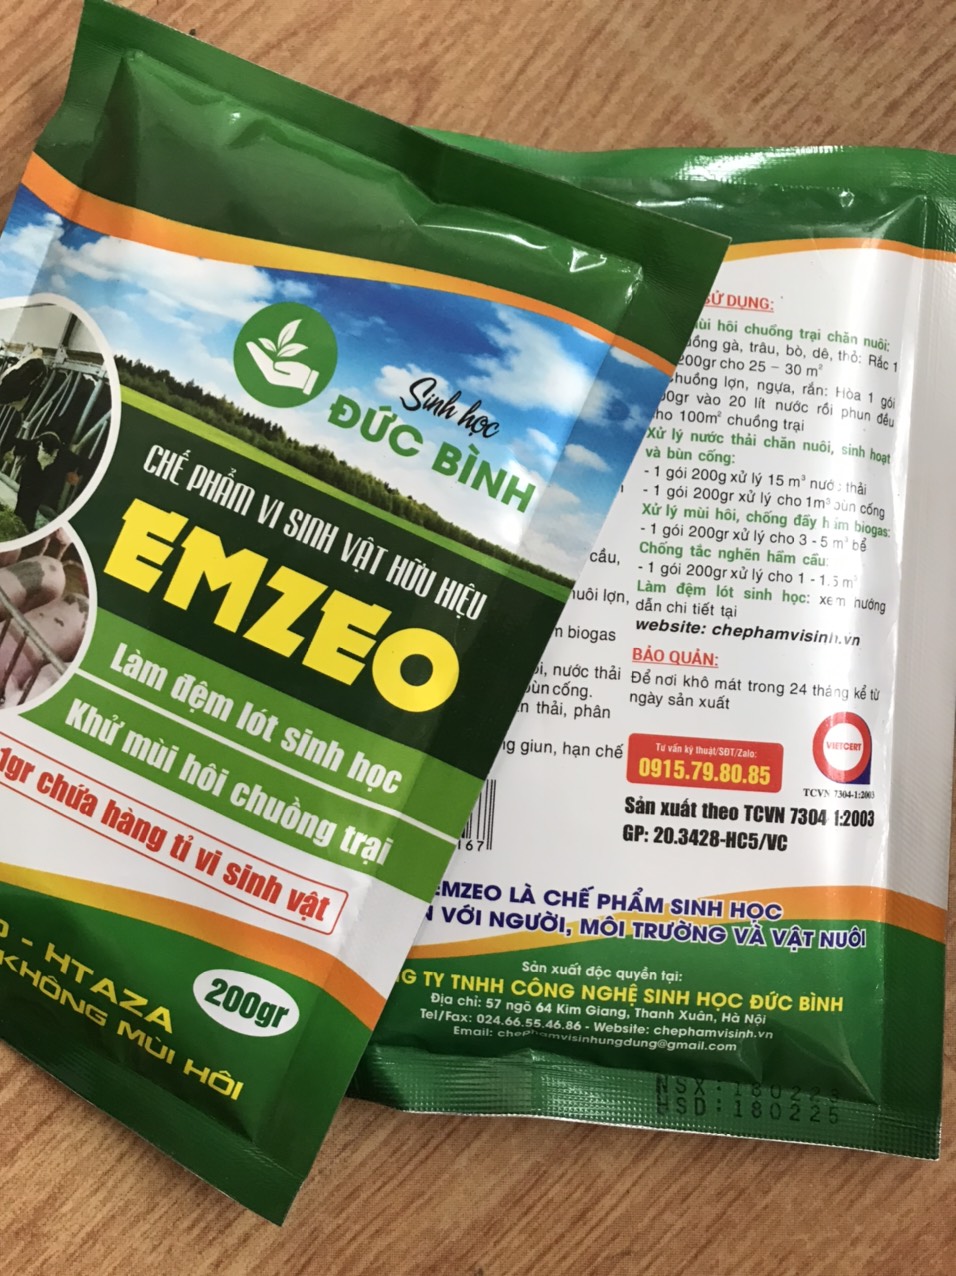 Sinh học
ĐỨC BÌNH
CHẾ PHẨM VI SINH VẬT HỮU HIỆU
EMZEO
Làm đệm lót sinh học
Khử mùi hôi chuồng trại
1gr chứa hàng tỉ vi sinh vật
- HTAZA
KHÔNG MÙI HÔI
200gr
SỬ DỤNG:
mùi hôi chuồng trại chăn nuôi:
gà, trâu, bò, dê, thỏ: Rắc 1
200gr cho 25 – 30 m²
chuồng lợn, ngựa, rắn: Hòa 1 gói
vào 20 lít nước rồi phun đều
cho 100m² chuồng trại
Xử lý nước thải chăn nuôi, sinh hoạt
và bùn cống:
- 1 gói 200g xử lý 15 m³ nước thải
- 1 gói 200gr xử lý cho 1m³ bùn cống
Xử lý mùi hôi, chống đầy hầm biogas:
- 1 gói 200gr xử lý cho 3 - 5 m³ bể
Chống tắc nghẽn hầm cầu:
- 1 gói 200gr xử lý cho 1 - 1.5 m³
Làm đệm lót sinh học: xem hướng
dẫn chi tiết tại
website: chephamvisinh.vn
cầu,
nuôi lợn,
biogas
nước thải
bùn cống.
thải, phân
giun, hạn chế
BẢO QUẢN:
Để nơi khô mát trong 24 tháng kể từ
ngày sản xuất
Tư vấn kỹ thuật/SĐT/Zalo:
0915.79.80.85
VIETCERT
TCVN 7304-1:2003
Sản xuất theo TCVN 7304-1:2003
GP: 20.3428-HC5/VC
167
EMZEO LÀ CHẾ PHẨM SINH HỌC
VỚI NGƯỜI, MÔI TRƯỜNG VÀ VẬT NUÔI
Sản xuất độc quyền tại:
TY TNHH CÔNG NGHỆ SINH HỌC ĐỨC BÌNH
Địa chỉ: 57 ngõ 64 Kim Giang, Thanh Xuân, Hà Nội
Tel/Fax: 024.66.55.46.86 - Website: chephamvisinh.vn
Email: chephamvisinhungdung@gmail.com
NSX: 180223
HSD: 180225